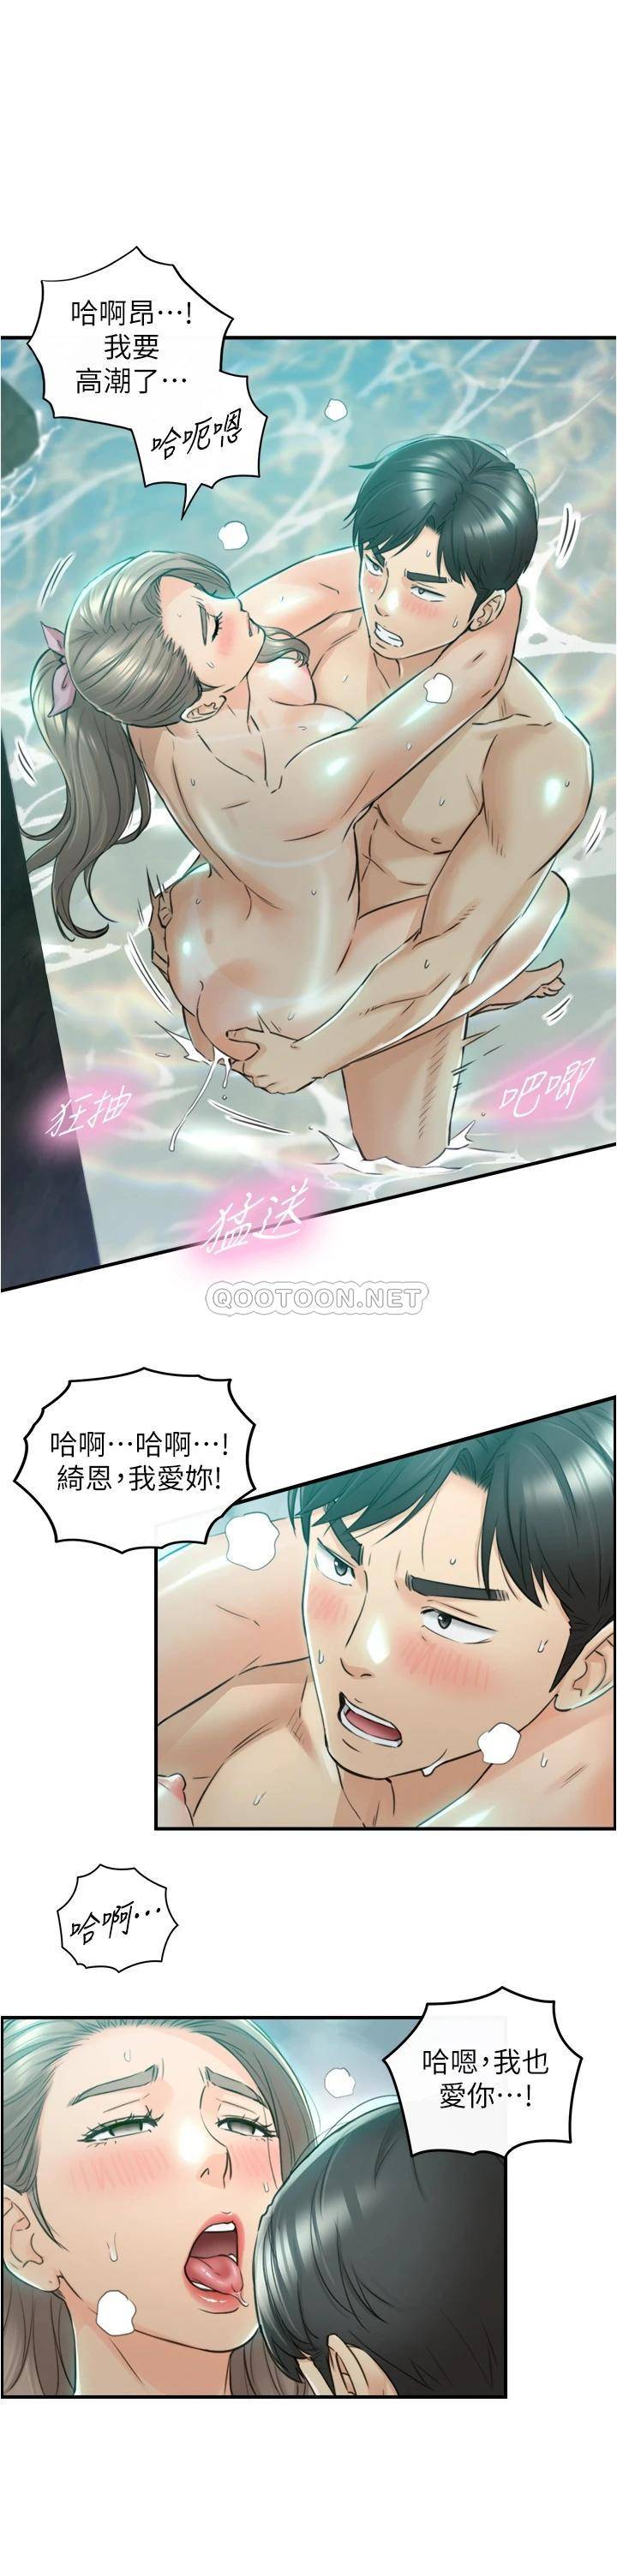 哈啊昂⋯!
我要
高潮了⋯
哈呃嗯
狂抽
吧唧
猛送
QOOTOON.NET
哈啊⋯哈啊⋯!
綺恩,我愛妳!
哈啊⋯
哈嗯,我也
愛你⋯!